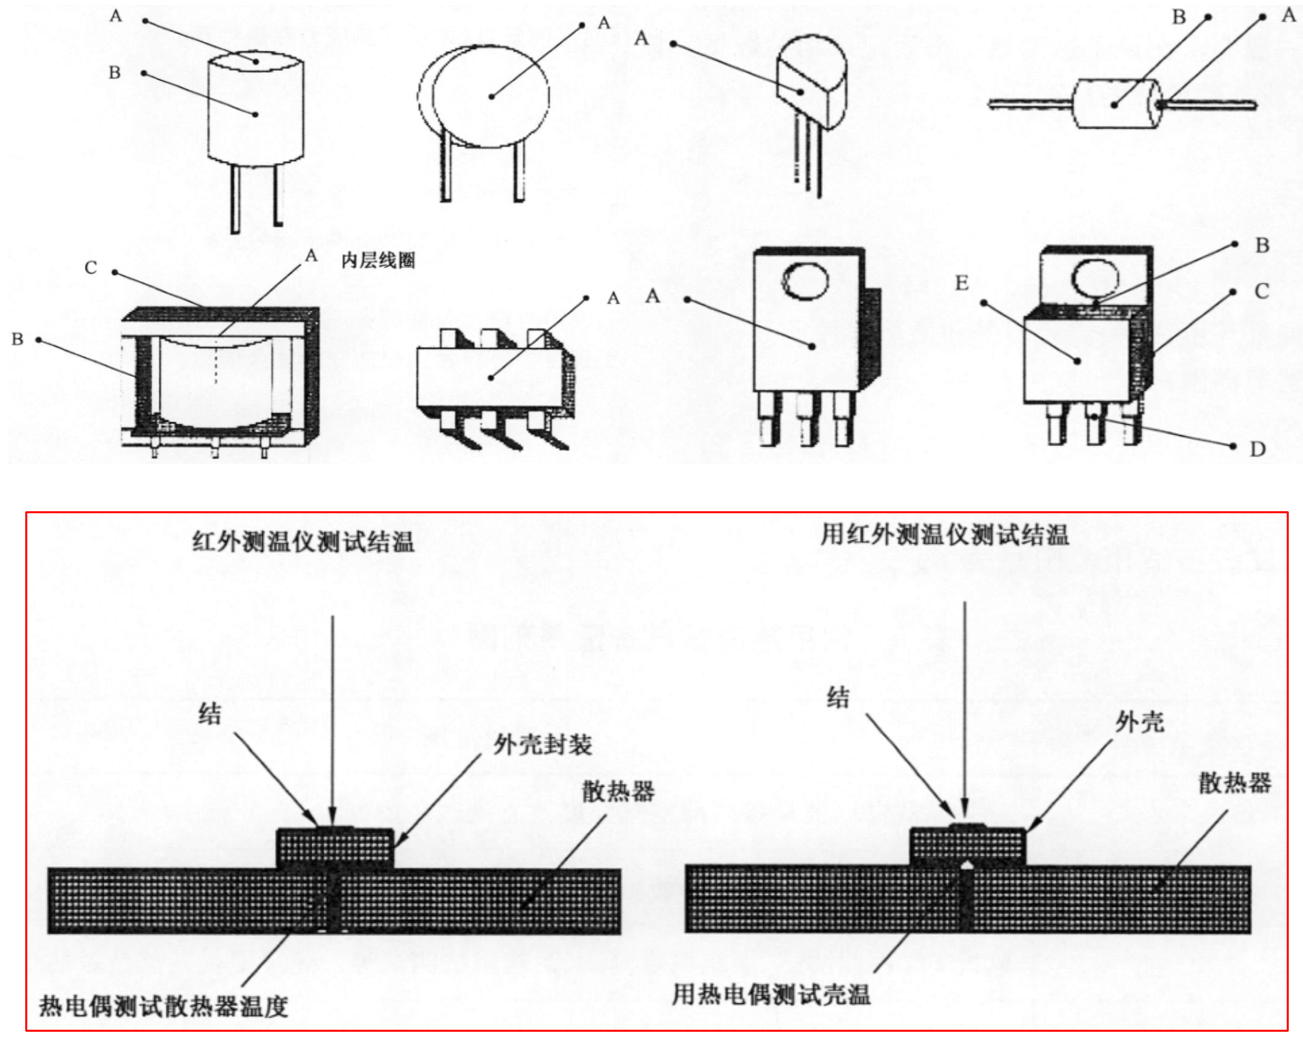 A
B
A
A
B
A
C
A
内层线圈
B
A
A
E
B
C
D
红外测温仪测试结温
用红外测温仪测试结温
结
外壳封装
散热器
热电偶测试散热器温度
结
外壳
散热器
用热电偶测试壳温